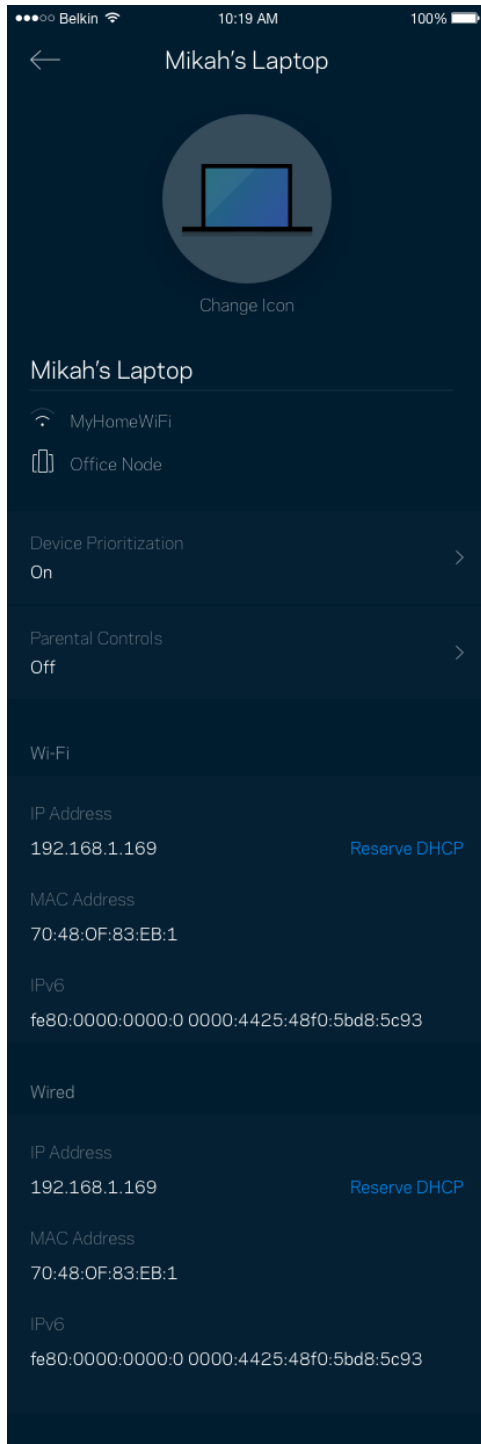 Belkin 10:19 AM 100%
Mikah's Laptop
Change Icon
Mikah's Laptop
MyHomeWiFi
Office Node
Device Prioritization
On
Parental Controls
Off
Wi-Fi
IP Address
192.168.1.169 Reserve DHCP
MAC Address
70:48:0F:83:EB:1
IPv6
fe80:0000:0000:0 0000:4425:48f0:5bd8:5c93
Wired
IP Address
192.168.1.169 Reserve DHCP
MAC Address
70:48:0F:83:EB:1
IPv6
fe80:0000:0000:0 0000:4425:48f0:5bd8:5c93